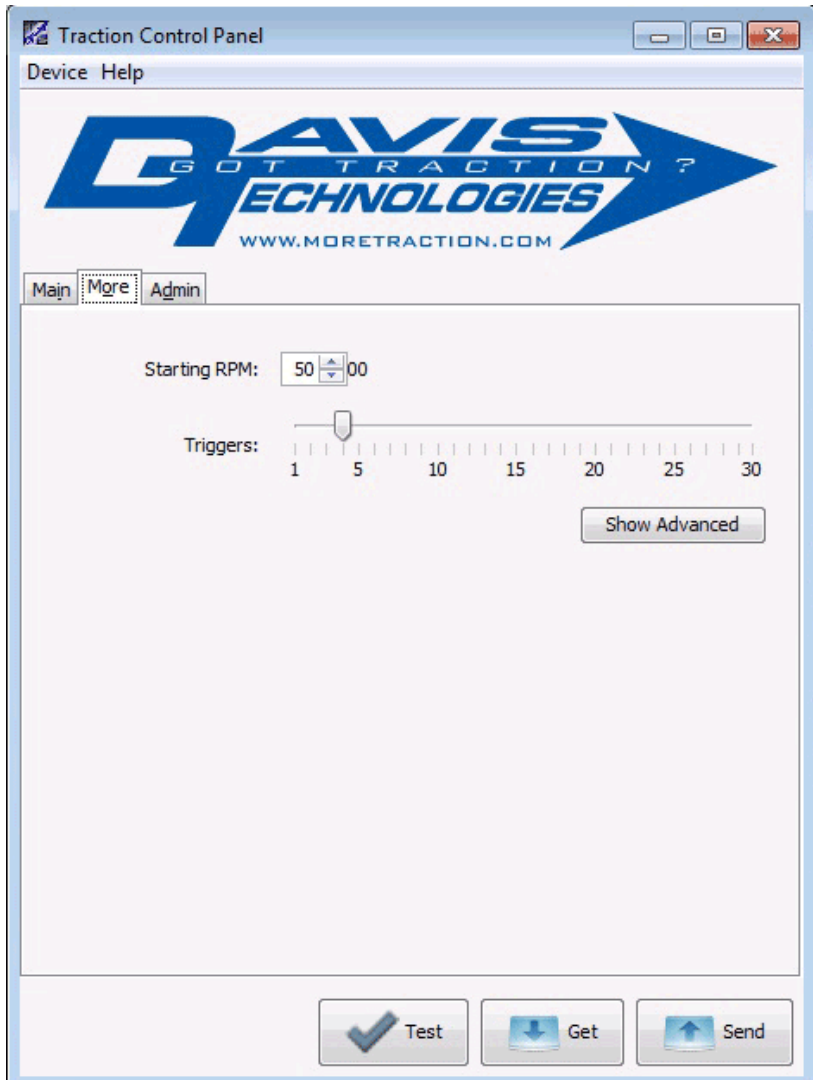 Traction Control Panel
Device Help
DAVIS
GOT TRACTION?
TECHNOLOGIES
WWW.MORETRACTION.COM
Main More Admin
Starting RPM: 50 00
Triggers:
1 5 10 15 20 25 30
Show Advanced
Test Get Send